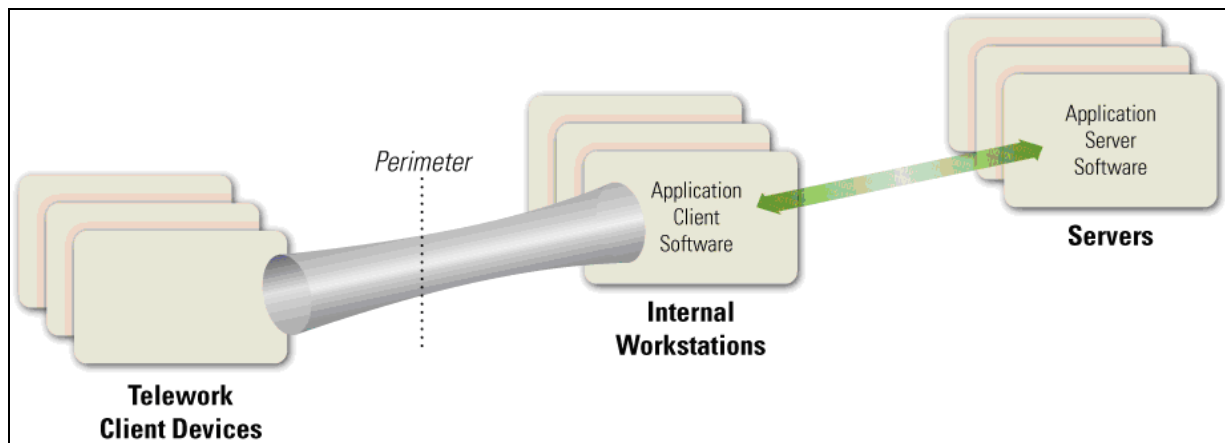 Perimeter
Application
Server
Software
Servers
Application
Client
Software
Internal
Workstations
Telework
Client Devices